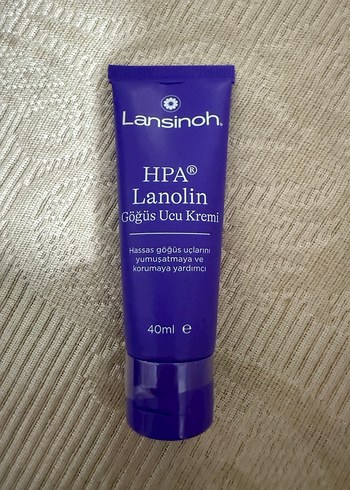 Lansinoh®
HPA®
Lanolin
Göğüs Ucu Kremi
Hassas göğüs uçlarını
yumuşatmaya ve
korumaya yardımcı
40ml ℮